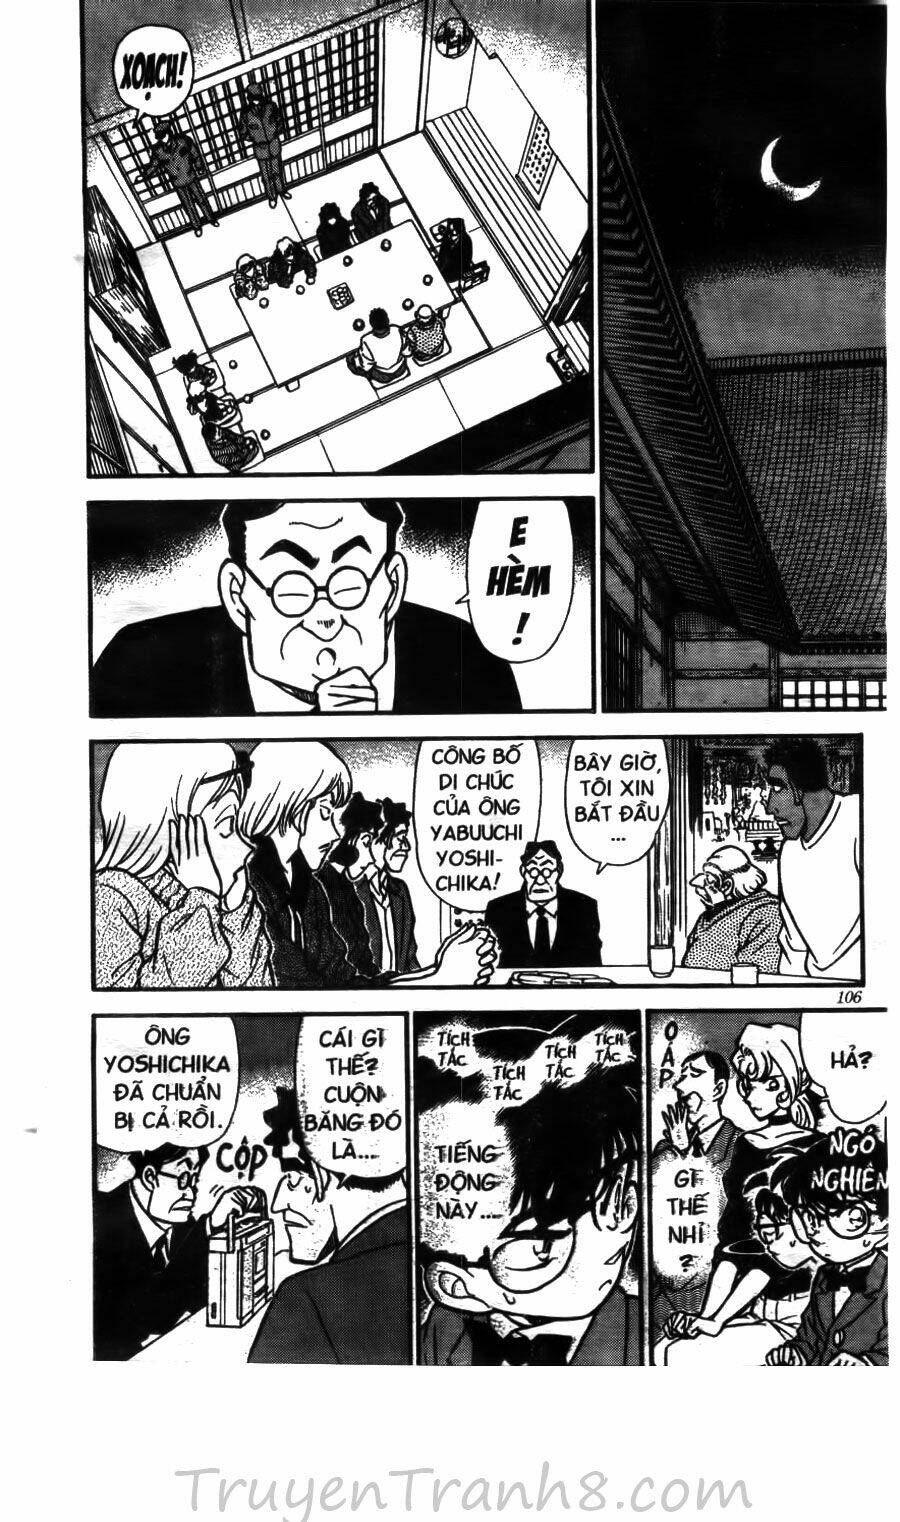 XOẠCH!
E
HÈM
!
BÂY GIỜ,
TÔI XIN
BẮT ĐẦU
...
CÔNG BỐ
DI CHÚC
CỦA ÔNG
YABUUCHI
YOSHI-
CHIKA!
106
CÁI GÌ
THẾ?
CUỘN
BĂNG ĐÓ
LÀ....
ÔNG
YOSHICHIKA
ĐÃ CHUẨN
BỊ CẢ RỒI.
CỘP
TÍCH
TẮC
TÍCH
TẮC
TÍCH
TẮC
TÍCH
TẮC
TIẾNG
ĐỘNG
NÀY....
HẢ?
OÁP
GÌ
THẾ
NHỈ
?
NGÓ
NGHIÊNG
TruyenTranh8.com